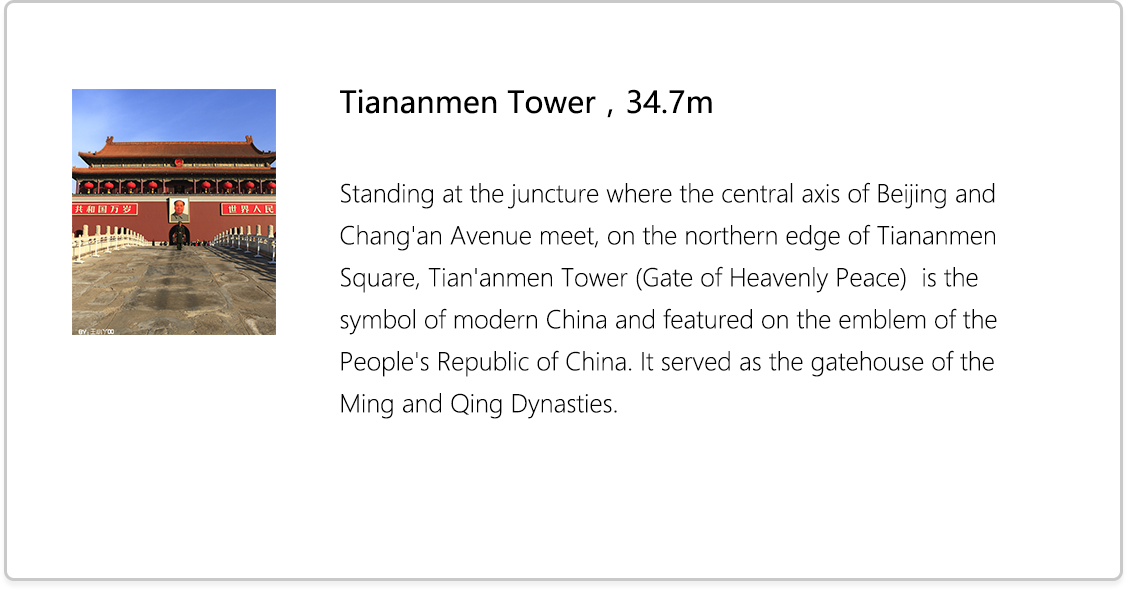 Tiananmen Tower，34.7m
Standing at the juncture where the central axis of Beijing and
Chang'an Avenue meet, on the northern edge of Tiananmen
Square, Tian'anmen Tower (Gate of Heavenly Peace)  is the
symbol of modern China and featured on the emblem of the
People's Republic of China. It served as the gatehouse of the
Ming and Qing Dynasties.
共和国万岁
世界人民